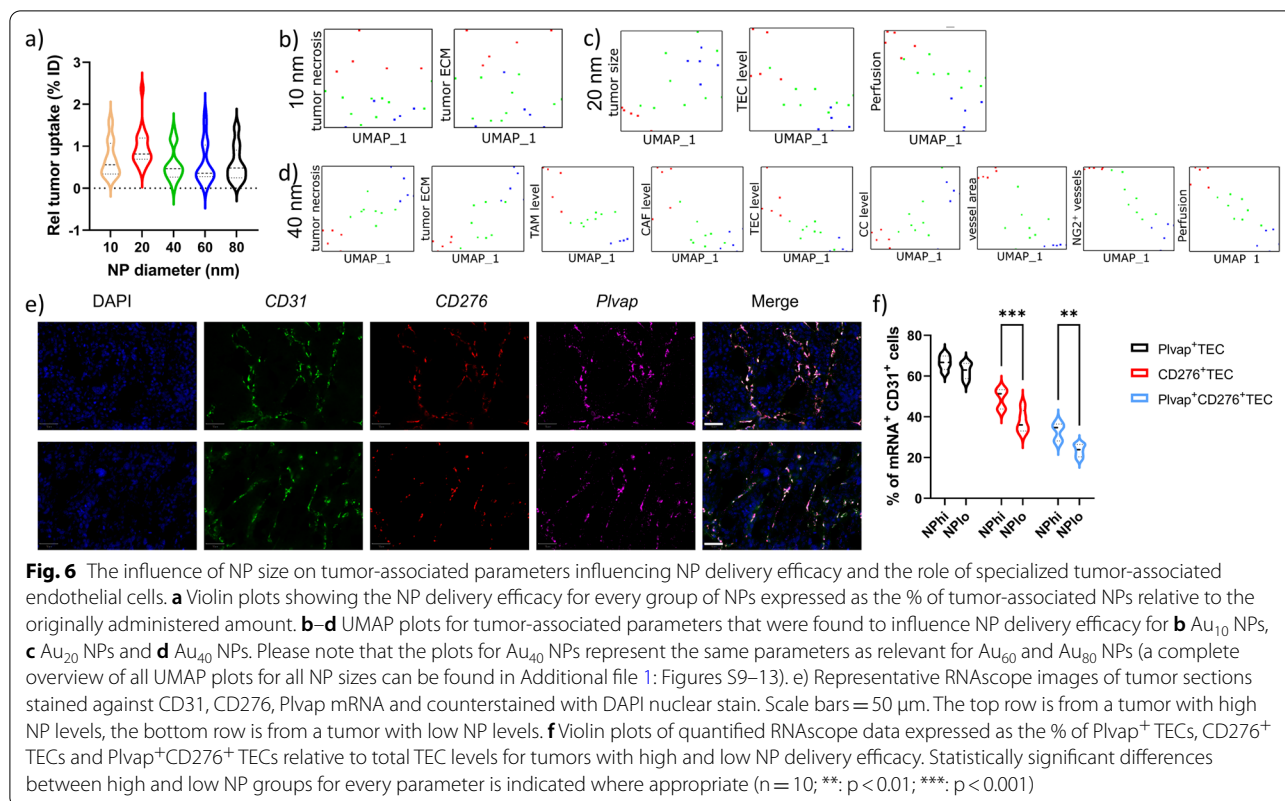 a)
Rel tumor uptake (% ID)
3
2
1
0
-1
10 20 40 60 80
NP diameter (nm)
b)
10 nm
tumor necrosis
UMAP_1
tumor ECM
UMAP_1
c)
20 nm
tumor size
UMAP_1
TEC level
UMAP_1
Perfusion
UMAP_1
d)
40 nm
tumor necrosis
UMAP_1
tumor ECM
UMAP_1
TAM level
UMAP_1
CAF level
UMAP_1
TEC level
UMAP_1
CC level
UMAP_1
vessel area
UMAP_1
NG2⁺ vessels
UMAP_1
Perfusion
UMAP_1
e)
DAPI CD31 CD276 Plvap Merge
f)
% of mRNA⁺ CD31⁺ cells
80
60
40
20
0
*** **
NPhi NPlo NPhi NPlo NPhi NPlo
Plvap⁺TEC
CD276⁺TEC
Plvap⁺CD276⁺TEC
Fig. 6 The influence of NP size on tumor-associated parameters influencing NP delivery efficacy and the role of specialized tumor-associated
endothelial cells. a Violin plots showing the NP delivery efficacy for every group of NPs expressed as the % of tumor-associated NPs relative to the
originally administered amount. b–d UMAP plots for tumor-associated parameters that were found to influence NP delivery efficacy for b Au₁₀ NPs,
c Au₂₀ NPs and d Au₄₀ NPs. Please note that the plots for Au₄₀ NPs represent the same parameters as relevant for Au₆₀ and Au₈₀ NPs (a complete
overview of all UMAP plots for all NP sizes can be found in Additional file 1: Figures S9–13). e) Representative RNAscope images of tumor sections
stained against CD31, CD276, Plvap mRNA and counterstained with DAPI nuclear stain. Scale bars = 50 µm. The top row is from a tumor with high
NP levels, the bottom row is from a tumor with low NP levels. f Violin plots of quantified RNAscope data expressed as the % of Plvap⁺ TECs, CD276⁺
TECs and Plvap⁺CD276⁺ TECs relative to total TEC levels for tumors with high and low NP delivery efficacy. Statistically significant differences
between high and low NP groups for every parameter is indicated where appropriate (n = 10; **: p < 0.01; ***: p < 0.001)